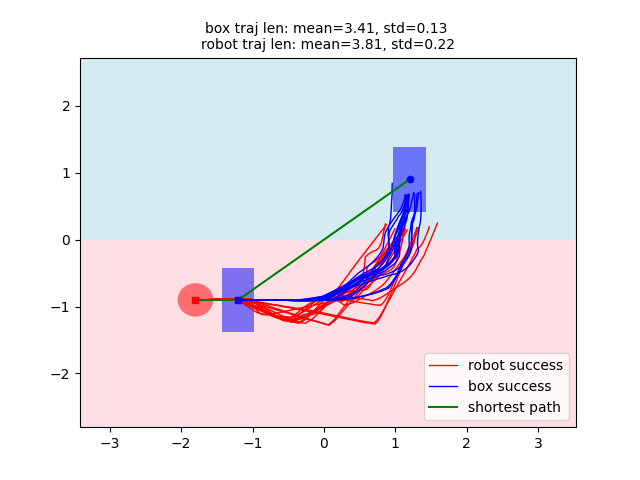 box traj len: mean=3.41, std=0.13
robot traj len: mean=3.81, std=0.22
2
1
0
−1
−2
robot success
box success
shortest path
−3 −2 −1 0 1 2 3